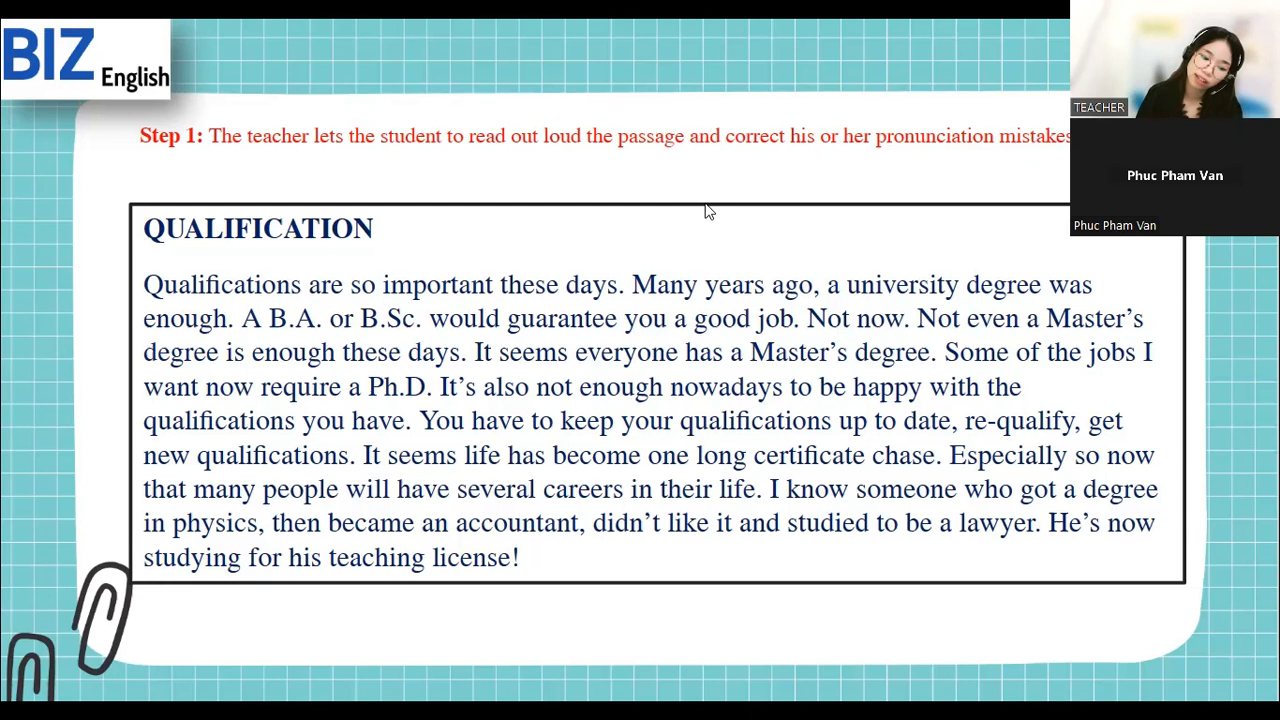 BIZ
English
Step 1: The teacher lets the student to read out loud the passage and correct his or her pronunciation mistakes
TEACHER
Phuc Pham Van
Phuc Pham Van
QUALIFICATION
Qualifications are so important these days. Many years ago, a university degree was
enough. A B.A. or B.Sc. would guarantee you a good job. Not now. Not even a Master’s
degree is enough these days. It seems everyone has a Master’s degree. Some of the jobs I
want now require a Ph.D. It’s also not enough nowadays to be happy with the
qualifications you have. You have to keep your qualifications up to date, re-qualify, get
new qualifications. It seems life has become one long certificate chase. Especially so now
that many people will have several careers in their life. I know someone who got a degree
in physics, then became an accountant, didn’t like it and studied to be a lawyer. He’s now
studying for his teaching license!